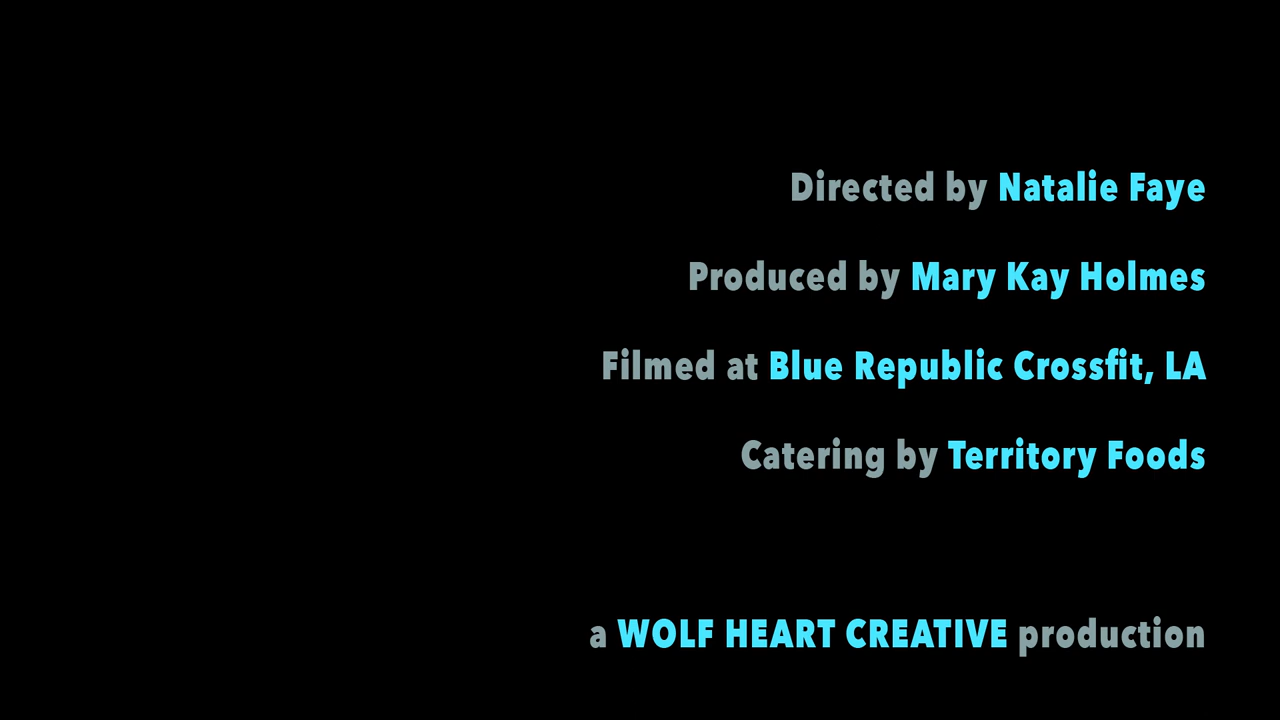 Directed by Natalie Faye
Produced by Mary Kay Holmes
Filmed at Blue Republic Crossfit, LA
Catering by Territory Foods
a WOLF HEART CREATIVE production